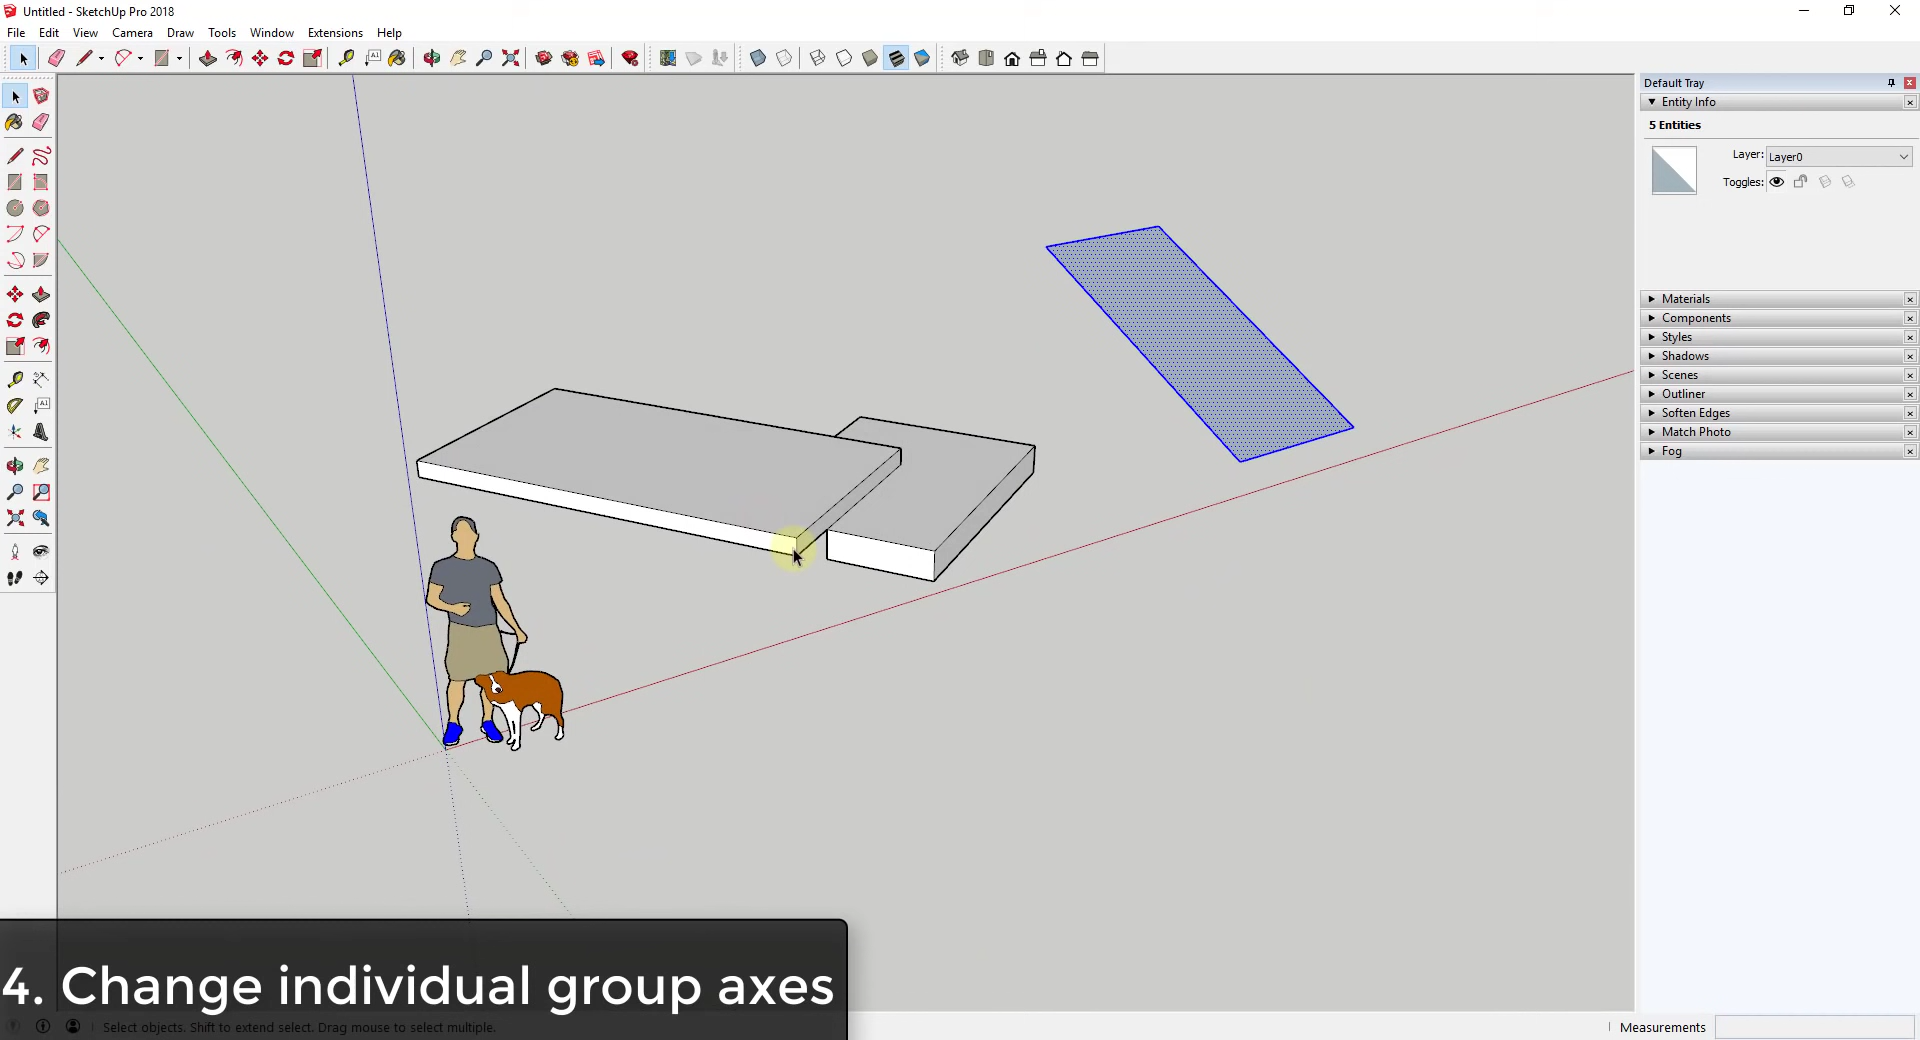 Untitled - SketchUp Pro 2018
File Edit View Camera Draw Tools Window Extensions Help
Default Tray
Entity Info
5 Entities
Layer: Layer0
Toggles:
Materials
Components
Styles
Shadows
Scenes
Outliner
Soften Edges
Match Photo
Fog
4. Change individual group axes
Select objects. Shift to extend select. Drag mouse to select multiple.
Measurements